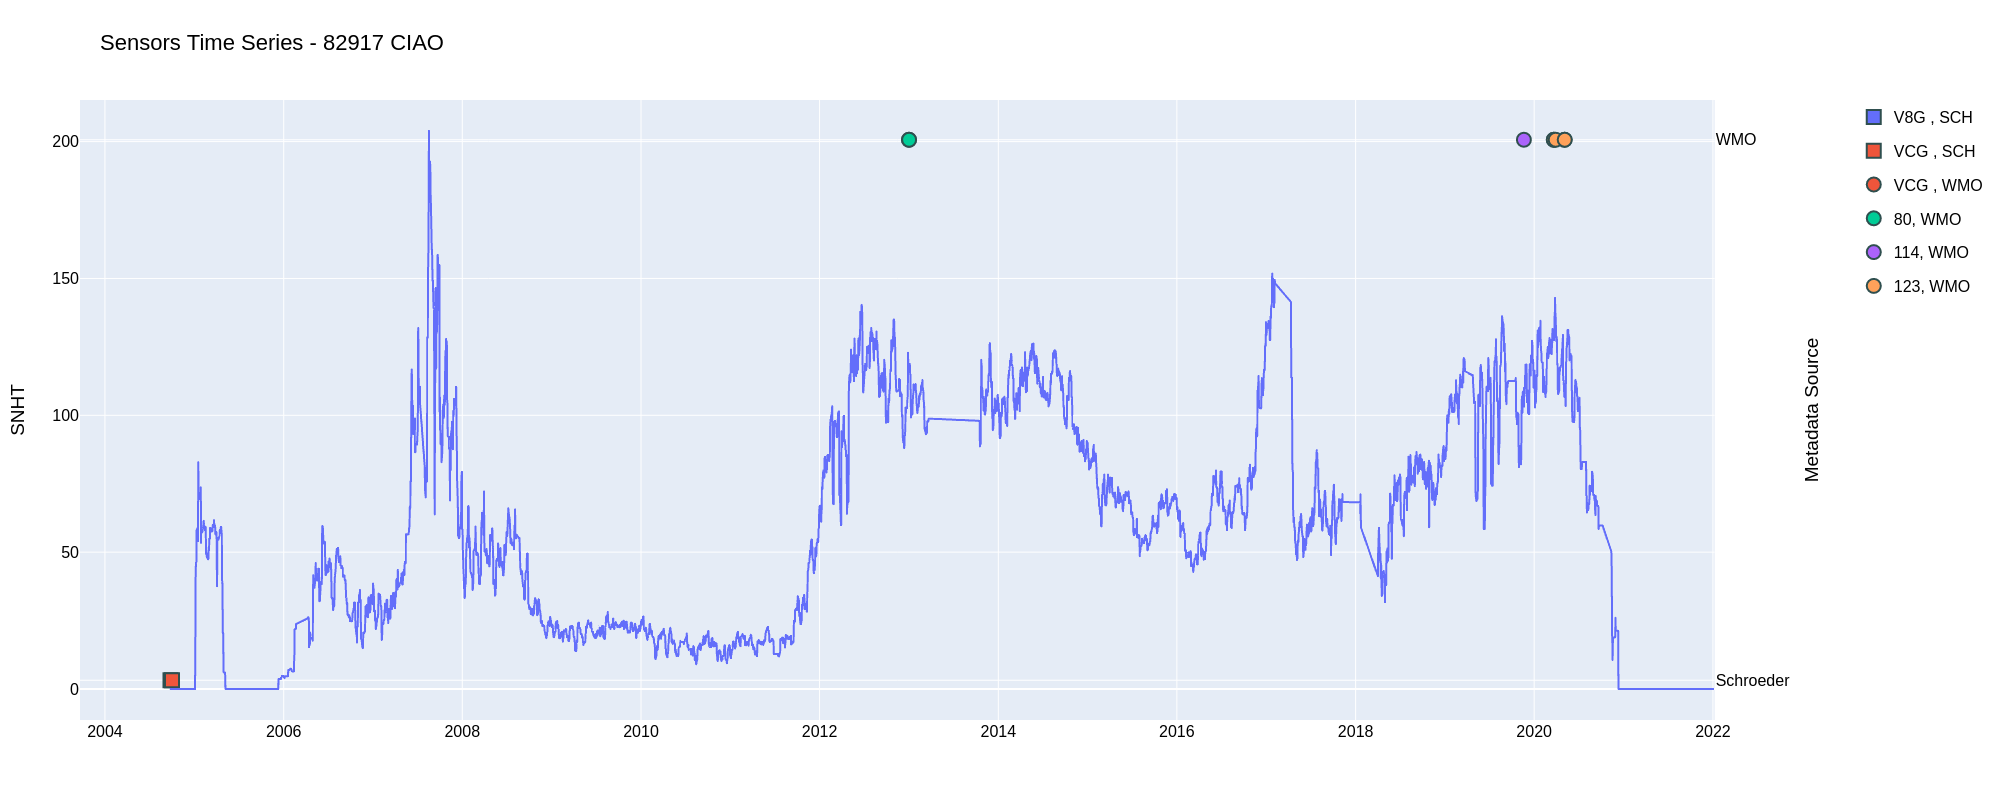 Sensors Time Series - 82917 CIAO
SNHT
200
150
100
50
0
2004
2006
2008
2010
2012
2014
2016
2018
2020
2022
WMO
Schroeder
Metadata Source
V8G , SCH
VCG , SCH
VCG , WMO
80, WMO
114, WMO
123, WMO